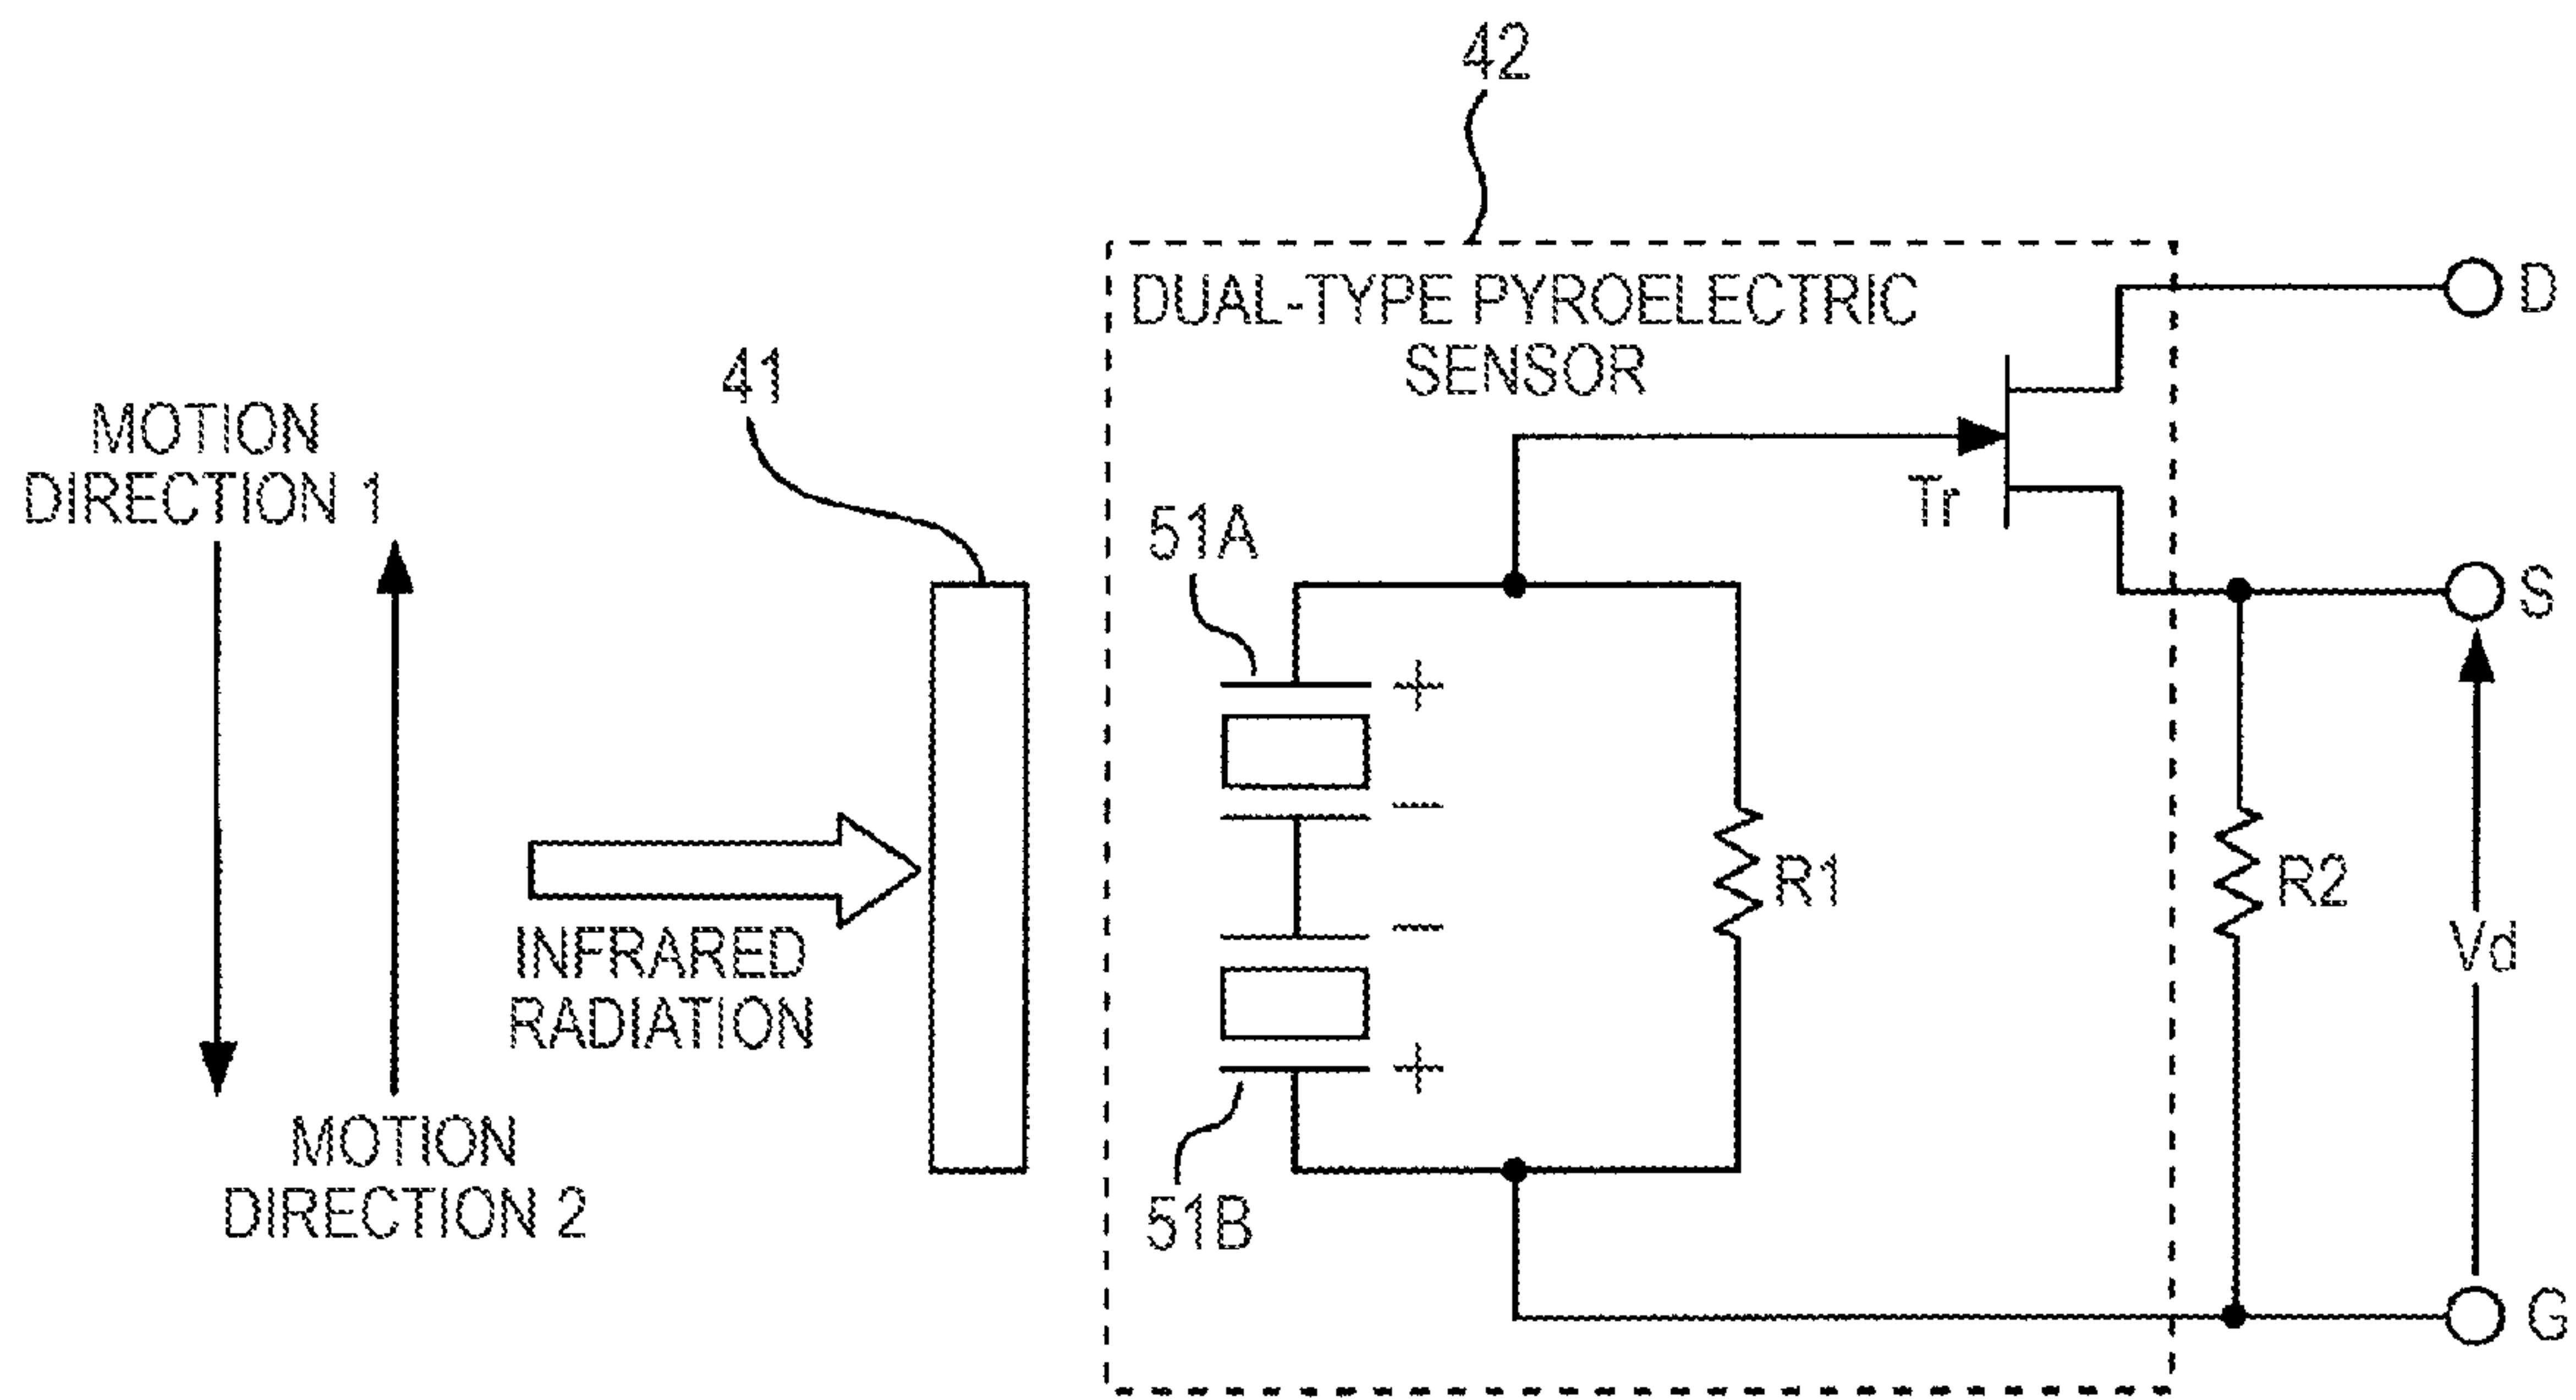 42
DUAL-TYPE PYROELECTRIC
SENSOR
D
41
MOTION
DIRECTION 1
Tr
51A
S
+
−
R1
R2
INFRARED
RADIATION
−
Vd
+
MOTION
DIRECTION 2
51B
G